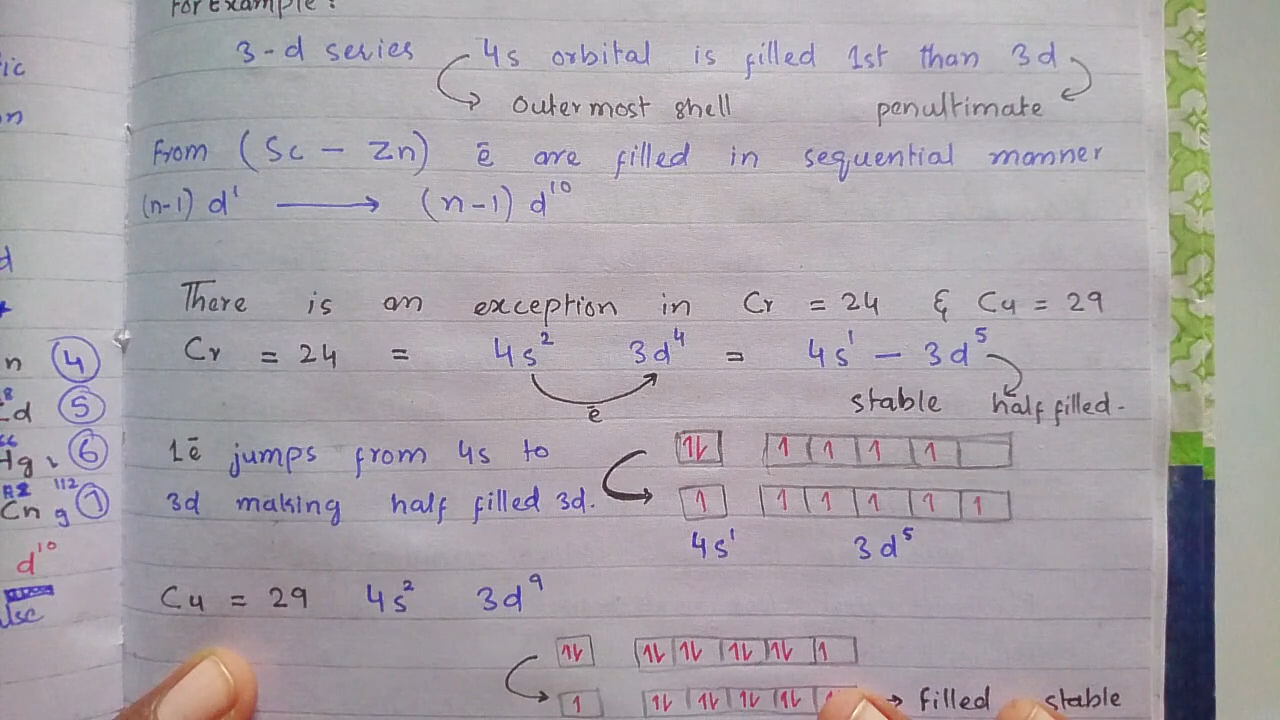 For Example :
3-d series 4s orbital is filled 1st than 3d
outermost shell penultimate
From (Sc - Zn) ē are filled in sequential manner
(n-1) d¹ ⟶ (n-1) d¹⁰
There is an exception in Cr = 24 & Cu = 29
Cr = 24 = 4s² 3d⁴ = 4s¹ - 3d⁵
ē
stable half filled.
1ē jumps from 4s to
3d making half filled 3d.
4s¹ 3d⁵
Cu = 29 4s² 3d⁹
→ filled stable
ic
n
d
n ④
d ⑤
Hg ⑥
112
Cn g
d¹⁰